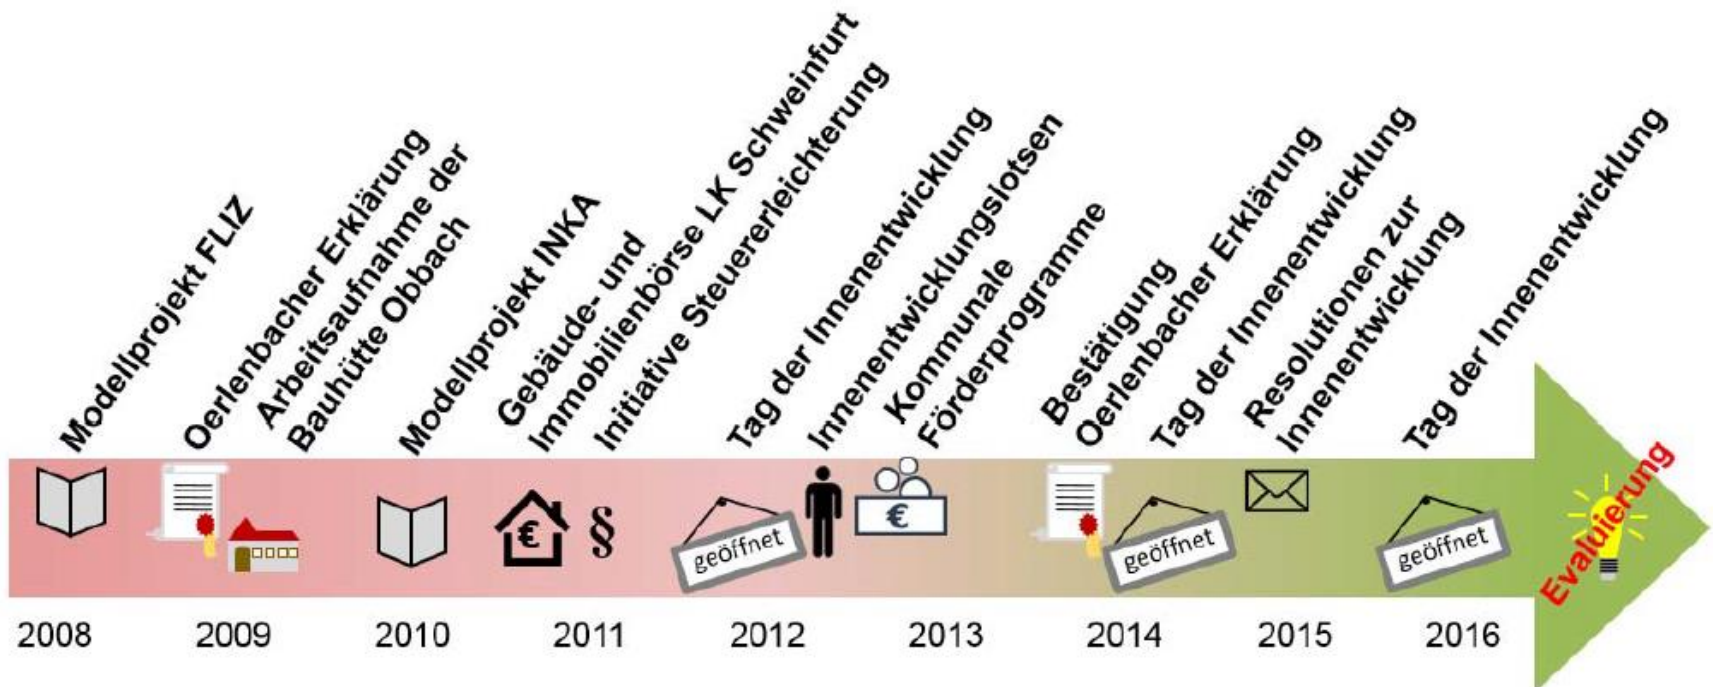 Modellprojekt FLIZ
Oerlenbacher Erklärung
Arbeitsaufnahme der
Bauhütte Obbach
Modellprojekt INKA
Gebäude- und
Immobilienbörse LK Schweinfurt
Initiative Steuererleichterung
Tag der Innenentwicklung
Innenentwicklungslotsen
Kommunale
Förderprogramme
Bestätigung
Oerlenbacher Erklärung
Tag der Innenentwicklung
Resolutionen zur
Innenentwicklung
Tag der Innenentwicklung
€
§
geöffnet
€
geöffnet
geöffnet
Evaluierung
2008
2009
2010
2011
2012
2013
2014
2015
2016